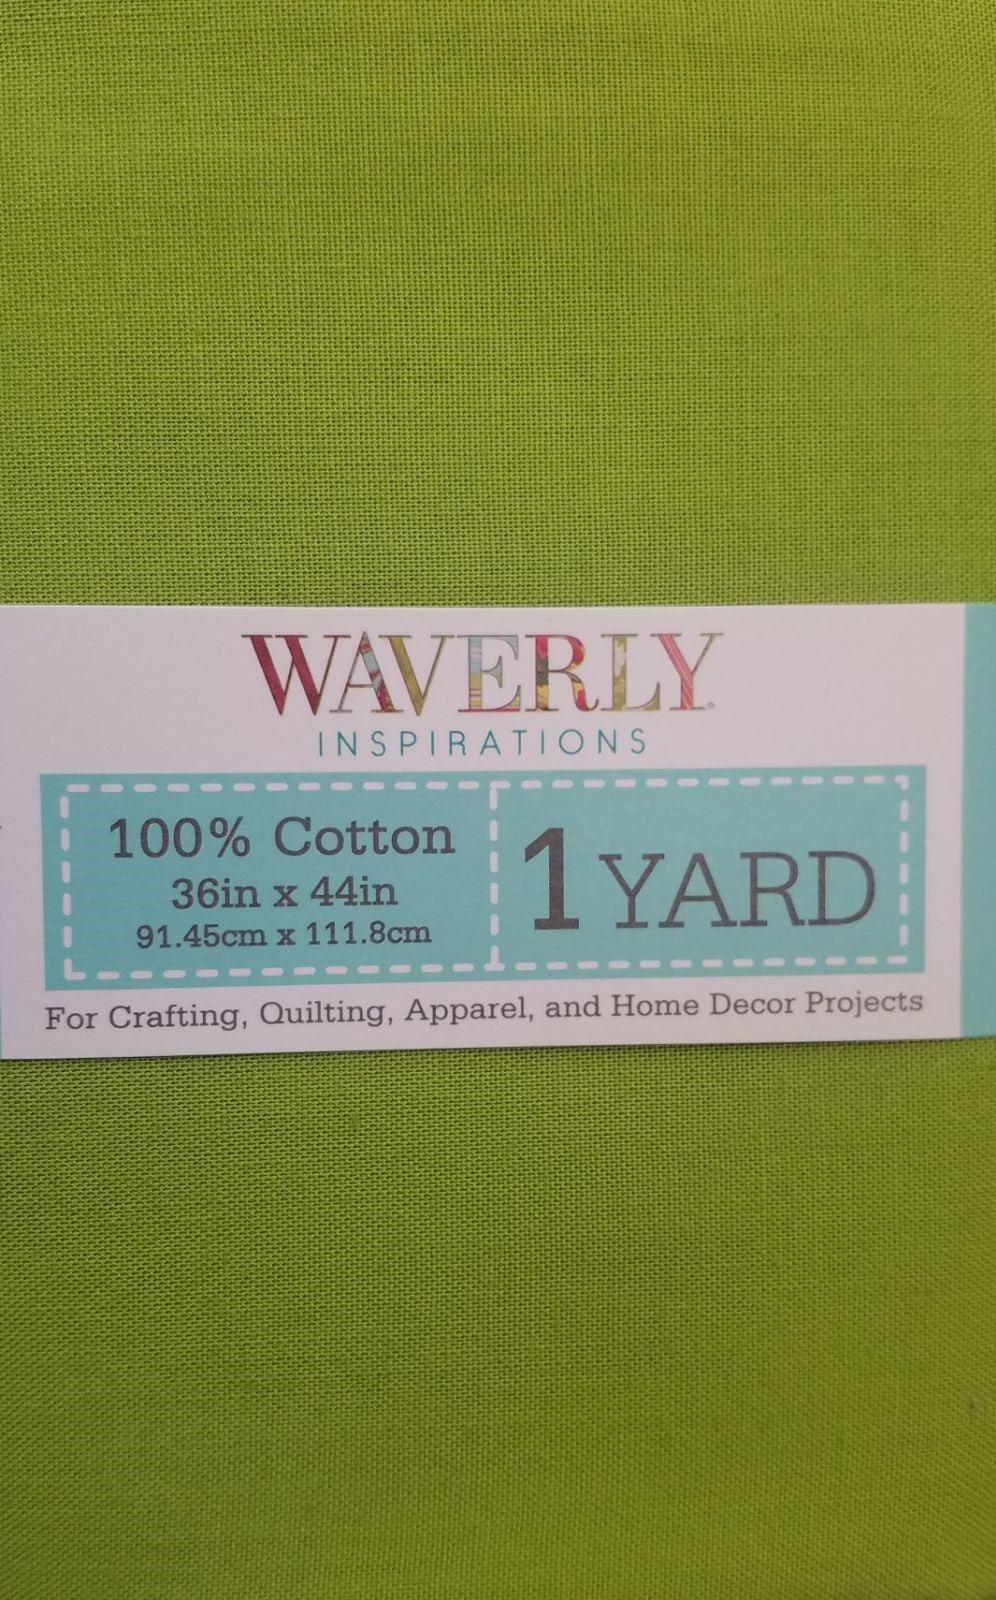 WAVERLY
INSPIRATIONS
100% Cotton
36in x 44in
91.45cm x 111.8cm
1 YARD
For Crafting, Quilting, Apparel, and Home Decor Projects